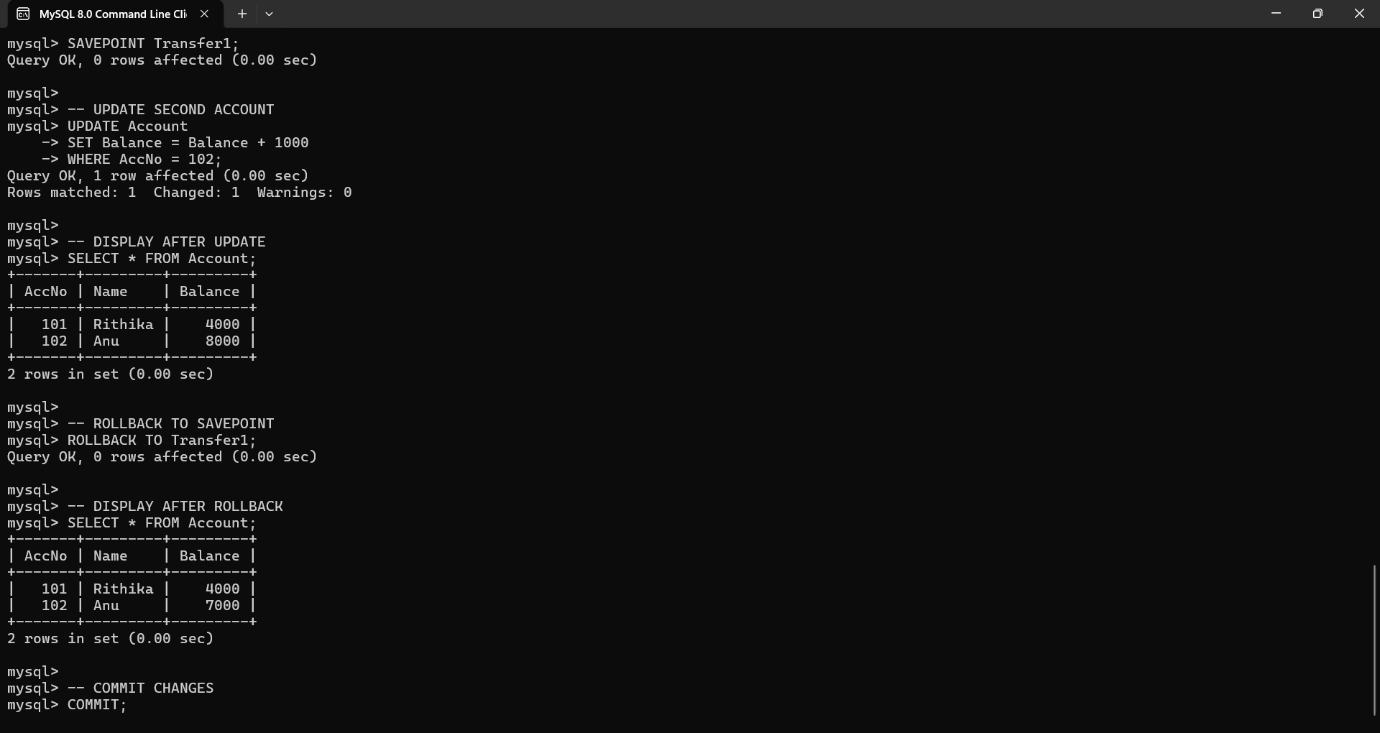 MySQL 8.0 Command Line Cli
mysql> SAVEPOINT Transfer1;
Query OK, 0 rows affected (0.00 sec)
mysql>
mysql> -- UPDATE SECOND ACCOUNT
mysql> UPDATE Account
    -> SET Balance = Balance + 1000
    -> WHERE AccNo = 102;
Query OK, 1 row affected (0.00 sec)
Rows matched: 1  Changed: 1  Warnings: 0
mysql>
mysql> -- DISPLAY AFTER UPDATE
mysql> SELECT * FROM Account;
+-------+---------+---------+
| AccNo | Name    | Balance |
+-------+---------+---------+
|   101 | Rithika |    4000 |
|   102 | Anu     |    8000 |
+-------+---------+---------+
2 rows in set (0.00 sec)
mysql>
mysql> -- ROLLBACK TO SAVEPOINT
mysql> ROLLBACK TO Transfer1;
Query OK, 0 rows affected (0.00 sec)
mysql>
mysql> -- DISPLAY AFTER ROLLBACK
mysql> SELECT * FROM Account;
+-------+---------+---------+
| AccNo | Name    | Balance |
+-------+---------+---------+
|   101 | Rithika |    4000 |
|   102 | Anu     |    7000 |
+-------+---------+---------+
2 rows in set (0.00 sec)
mysql>
mysql> -- COMMIT CHANGES
mysql> COMMIT;